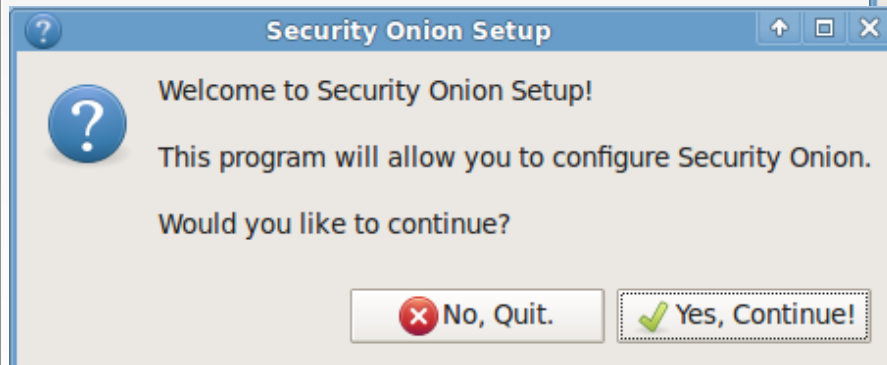 Security Onion Setup
Welcome to Security Onion Setup!
This program will allow you to configure Security Onion.
Would you like to continue?
No, Quit.
Yes, Continue!